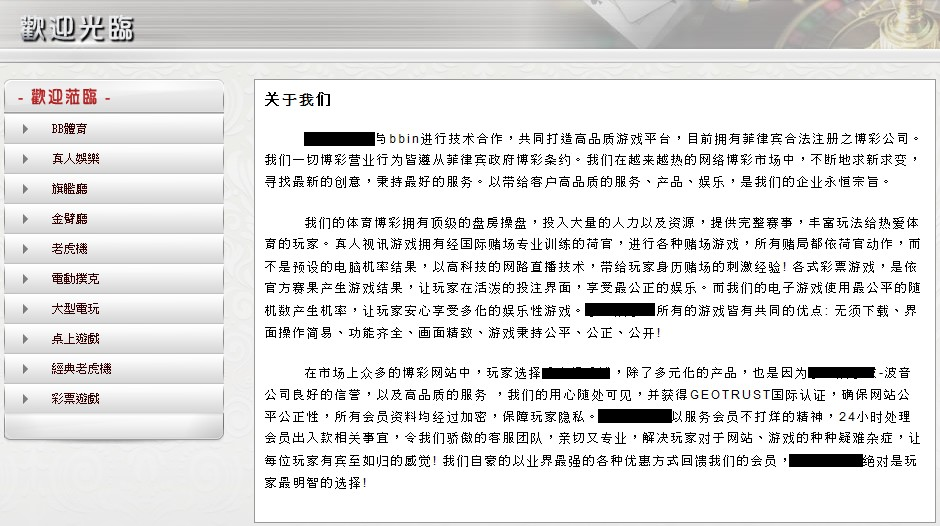 歡迎光臨
- 歡迎蒞臨 -
BB體育
真人娛樂
旗艦廳
金臂廳
老虎機
電動撲克
大型電玩
桌上遊戲
經典老虎機
彩票遊戲
关于我们
与bbin进行技术合作，共同打造高品质游戏平台，目前拥有菲律宾合法注册之博彩公司。
我们一切博彩营业行为皆遵从菲律宾政府博彩条约。我们在越来越热的网络博彩市场中，不断地求新求变，
寻找最新的创意，秉持最好的服务。以带给客户高品质的服务、产品、娱乐，是我们的企业永恒宗旨。
我们的体育博彩拥有顶级的盘房操盘，投入大量的人力以及资源，提供完整赛事，丰富玩法给热爱体
育的玩家。真人视讯游戏拥有经国际赌场专业训练的荷官，进行各种赌场游戏，所有赌局都依荷官动作，而
不是预设的电脑机率结果，以高科技的网路直播技术，带给玩家身历赌场的刺激经验! 各式彩票游戏，是依
官方赛果产生游戏结果，让玩家在活泼的投注界面，享受最公正的娱乐。而我们的电子游戏使用最公平的随
机数产生机率，让玩家安心享受多化的娱乐性游戏。所有的游戏皆有共同的优点: 无须下载、界
面操作简易、功能齐全、画面精致、游戏秉持公平、公正、公开!
在市场上众多的博彩网站中，玩家选择，除了多元化的产品，也是因为-波音
公司良好的信誉，以及高品质的服务 ，我们的用心随处可见，并获得GEOTRUST国际认证，确保网站公
平公正性，所有会员资料均经过加密，保障玩家隐私。以服务会员不打烊的精神，24小时处理
会员出入款相关事宜，令我们骄傲的客服团队，亲切又专业，解决玩家对于网站、游戏的种种疑难杂症，让
每位玩家有宾至如归的感觉! 我们自豪的以业界最强的各种优惠方式回馈我们的会员，绝对是玩
家最明智的选择!